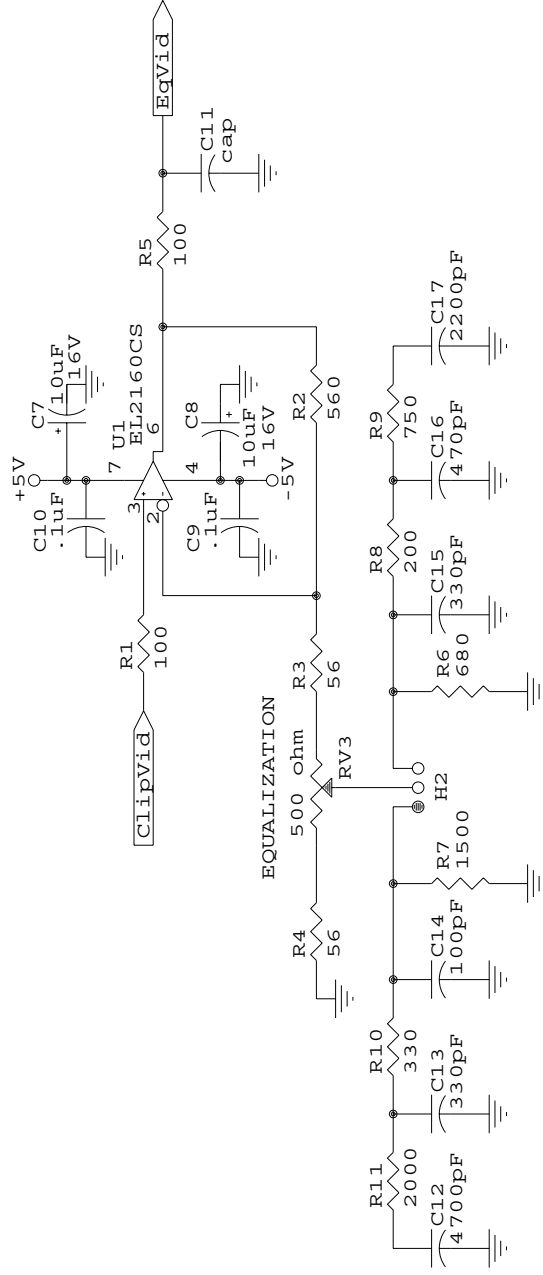 ClipVid
R1
100
+5V
C10
.1uF
C7
10uF
16V
U1
EL2160CS
7
3
+
2
-
6
4
C9
.1uF
C8
10uF
16V
-5V
R5
100
EqVid
C11
cap
EQUALIZATION
R4
56
500 ohm
RV3
R3
56
R2
560
R11
2000
C12
4700pF
R10
330
C13
330pF
C14
100pF
R7
1500
H2
R6
680
C15
330pF
R8
200
C16
470pF
R9
750
C17
2200pF